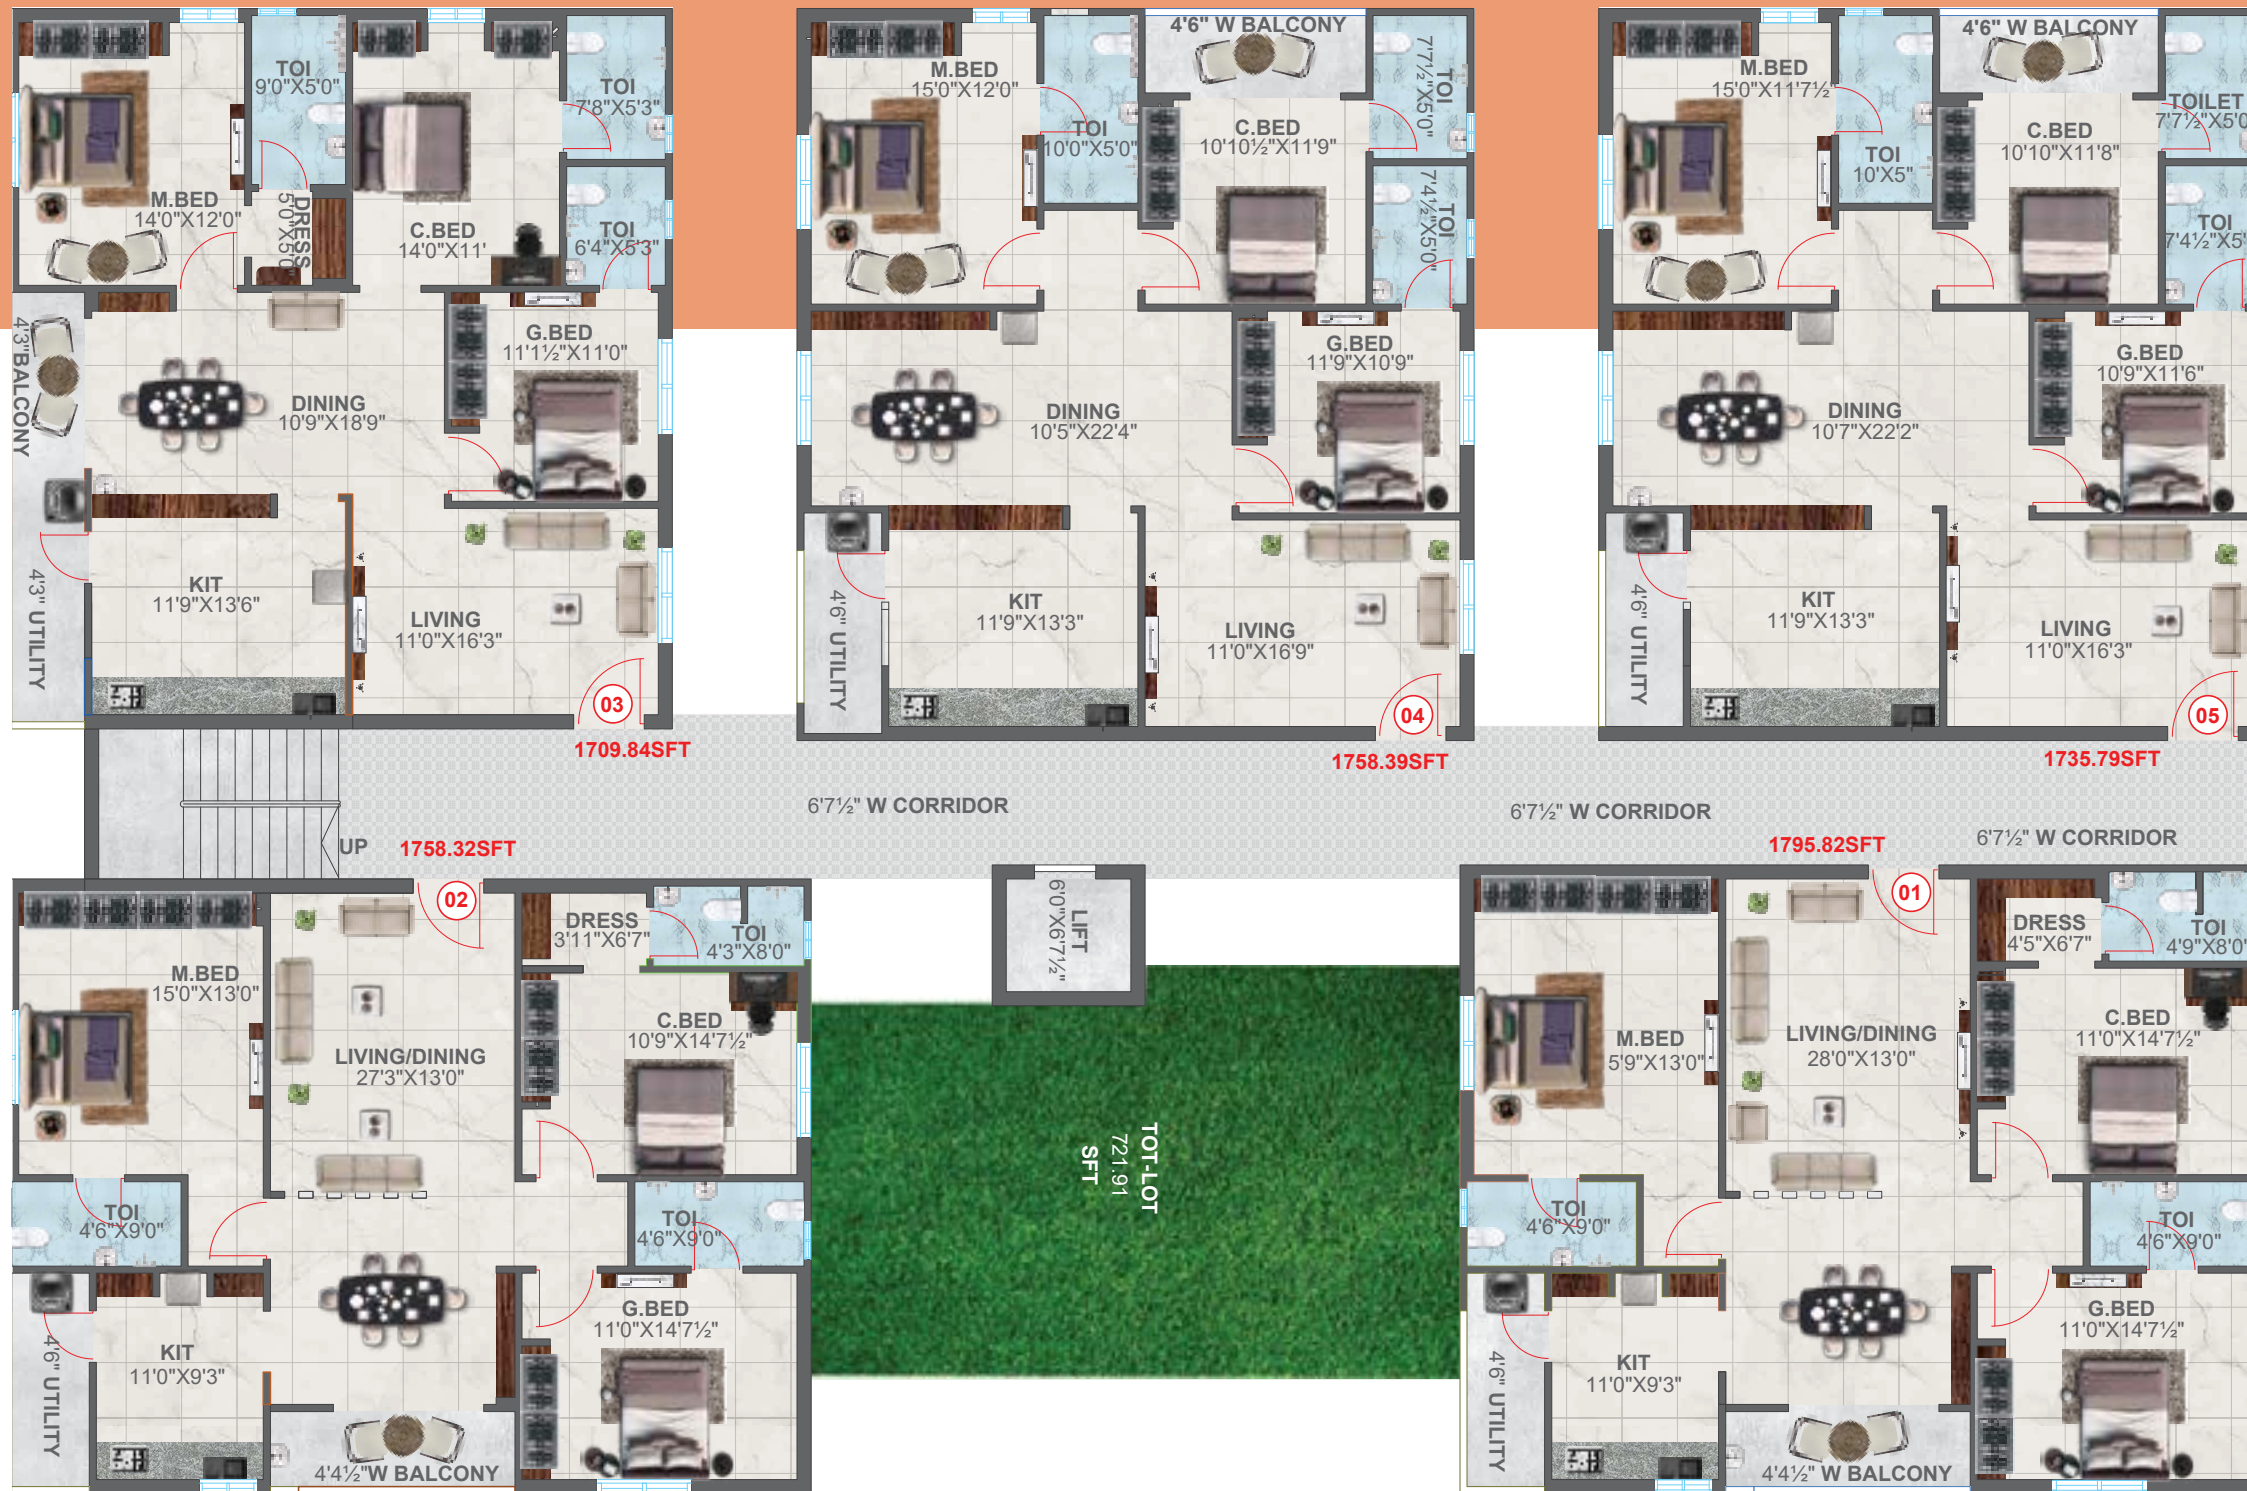 TOI
9'0"X5'0"
M.BED
14'0"X12'0"
DRESS
5'0"X5'0"
C.BED
14'0"X11'
TOI
7'8"X5'3"
TOI
6'4"X5'3"
4'3"BALCONY
DINING
10'9"X18'9"
G.BED
11'1½"X11'0"
KIT
11'9"X13'6"
4'3" UTILITY
LIVING
11'0"X16'3"
03
1709.84SFT
M.BED
15'0"X12'0"
TOI
10'0"X5'0"
4'6" W BALCONY
C.BED
10'10½"X11'9"
TOI
7'7½"X5'0"
TOI
7'4½"X5'0"
DINING
10'5"X22'4"
G.BED
11'9"X10'9"
4'6" UTILITY
KIT
11'9"X13'3"
LIVING
11'0"X16'9"
04
1758.39SFT
M.BED
15'0"X11'7½"
TOI
10'X5"
4'6" W BALCONY
C.BED
10'10"X11'8"
TOILET
7'7½"X5'0
TOI
7'4½"X5'
DINING
10'7"X22'2"
G.BED
10'9"X11'6"
4'6" UTILITY
KIT
11'9"X13'3"
LIVING
11'0"X16'3"
05
1735.79SFT
6'7½" W CORRIDOR
6'7½" W CORRIDOR
6'7½" W CORRIDOR
UP
1758.32SFT
02
M.BED
15'0"X13'0"
LIVING/DINING
27'3"X13'0"
DRESS
3'11"X6'7"
TOI
4'3"X8'0"
C.BED
10'9"X14'7½"
TOI
4'6"X9'0"
TOI
4'6"X9'0"
4'6" UTILITY
KIT
11'0"X9'3"
G.BED
11'0"X14'7½"
4'4½"W BALCONY
LIFT
6'0"X6'7½"
TOT-LOT
721.91
SFT
1795.82SFT
01
M.BED
5'9"X13'0"
LIVING/DINING
28'0"X13'0"
DRESS
4'5"X6'7"
TOI
4'9"X8'0"
C.BED
11'0"X14'7½"
TOI
4'6"X9'0"
TOI
4'6"X9'0"
4'6" UTILITY
KIT
11'0"X9'3"
G.BED
11'0"X14'7½"
4'4½" W BALCONY